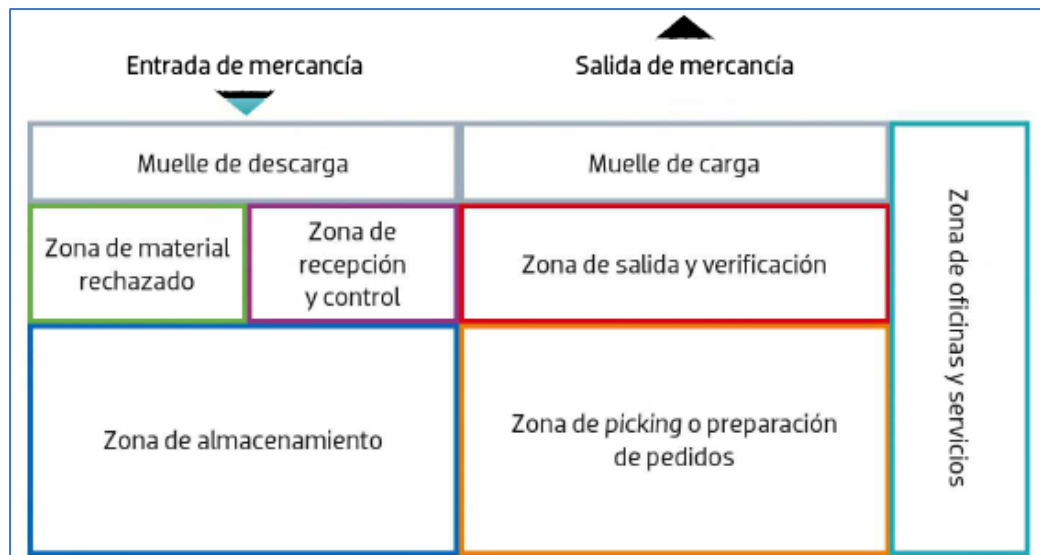 Entrada de mercancía
Salida de mercancía
Muelle de descarga
Muelle de carga
Zona de material
rechazado
Zona de
recepción
y control
Zona de salida y verificación
Zona de oficinas y servicios
Zona de almacenamiento
Zona de picking o preparación
de pedidos